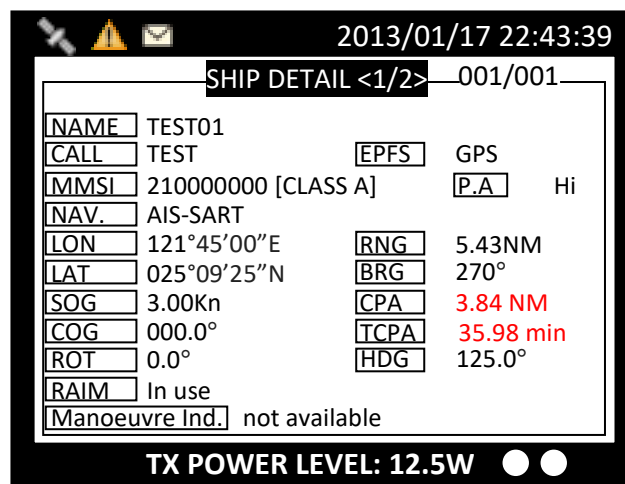 2013/01/17 22:43:39
SHIP DETAIL <1/2> 001/001
NAME TEST01
CALL TEST EPFS GPS
MMSI 210000000 [CLASS A] P.A Hi
NAV. AIS-SART
LON 121°45’00”E RNG 5.43NM
LAT 025°09’25”N BRG 270°
SOG 3.00Kn CPA 3.84 NM
COG 000.0° TCPA 35.98 min
ROT 0.0° HDG 125.0°
RAIM In use
Manoeuvre Ind. not available
TX POWER LEVEL: 12.5W